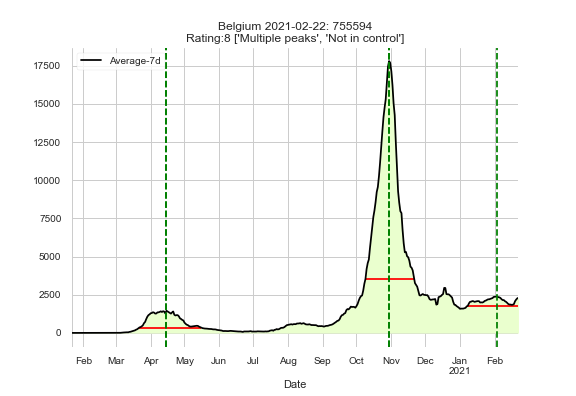 Belgium 2021-02-22: 755594
Rating:8 ['Multiple peaks', 'Not in control']
Average-7d
17500
15000
12500
10000
7500
5000
2500
0
Feb Mar Apr May Jun Jul Aug Sep Oct Nov Dec Jan Feb
2021
Date